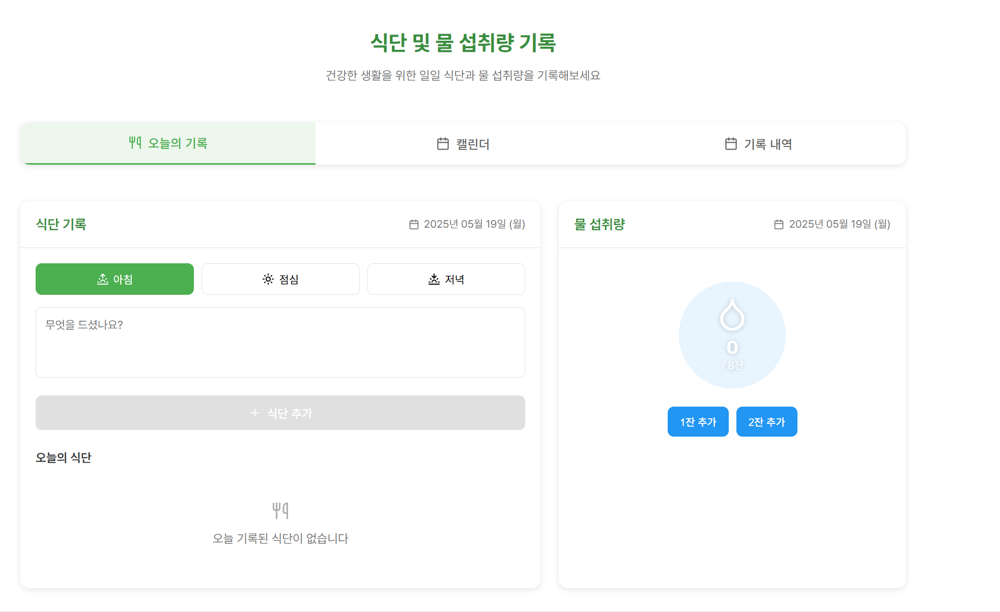 식단 및 물 섭취량 기록
건강한 생활을 위한 일일 식단과 물 섭취량을 기록해보세요
오늘의 기록
캘린더
기록 내역
식단 기록
2025년 05월 19일 (월)
아침
점심
저녁
무엇을 드셨나요?
+ 식단 추가
오늘의 식단
오늘 기록된 식단이 없습니다
물 섭취량
2025년 05월 19일 (월)
0
/ 8잔
1잔 추가
2잔 추가